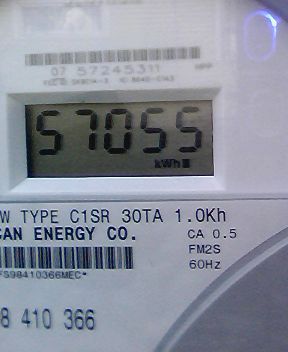 07 57245311
57055
kWh
W TYPE C1SR 30TA 1.0Kh
CAN ENERGY CO.
CA 0.5
FM2S
60Hz
FS98410366MEC*
8 410 366